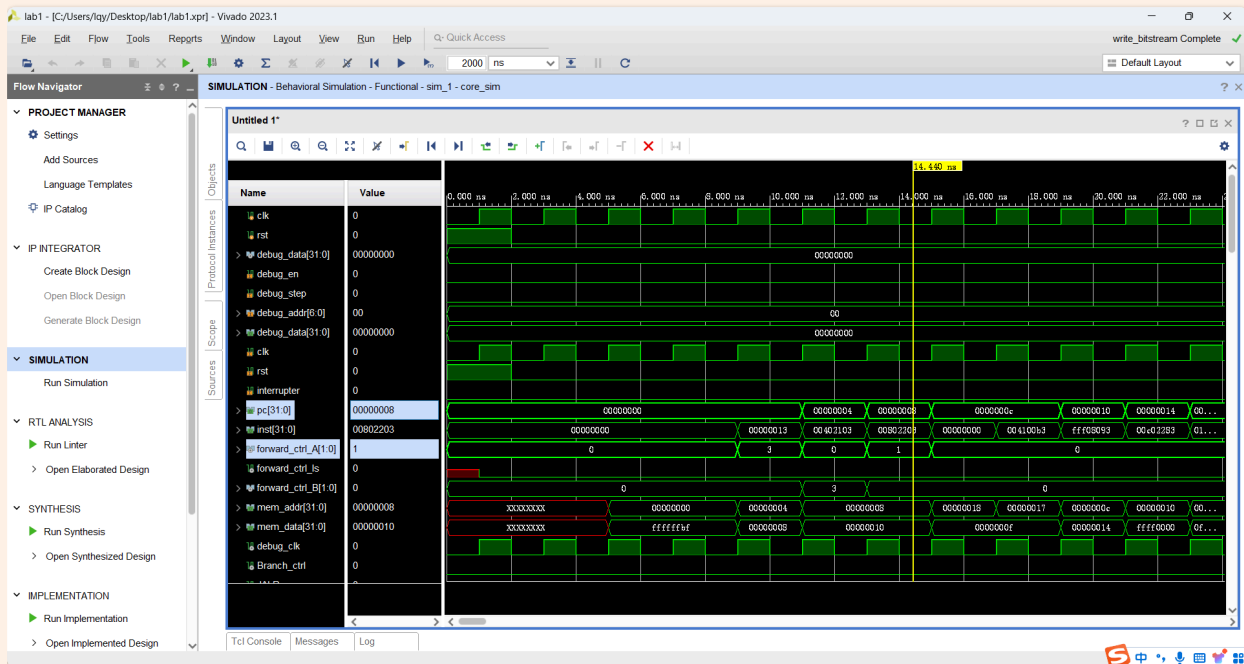 lab1 - [C:/Users/lqy/Desktop/lab1/lab1.xpr] - Vivado 2023.1
File Edit Flow Tools Reports Window Layout View Run Help Q- Quick Access write_bitstream Complete
2000 ns Default Layout
Flow Navigator
SIMULATION - Behavioral Simulation - Functional - sim_1 - core_sim
PROJECT MANAGER
Settings
Add Sources
Language Templates
IP Catalog
IP INTEGRATOR
Create Block Design
Open Block Design
Generate Block Design
SIMULATION
Run Simulation
RTL ANALYSIS
Run Linter
Open Elaborated Design
SYNTHESIS
Run Synthesis
Open Synthesized Design
IMPLEMENTATION
Run Implementation
Open Implemented Design
Objects
Protocol Instances
Scope
Sources
Untitled 1*
14.440 ns
Name Value 0.000 ns 2.000 ns 4.000 ns 6.000 ns 8.000 ns 10.000 ns 12.000 ns 14.000 ns 16.000 ns 18.000 ns 20.000 ns 22.000 ns
clk 0
rst 0
debug_data[31:0] 00000000 00000000
debug_en 0
debug_step 0
debug_addr[6:0] 00 00
debug_data[31:0] 00000000 00000000
clk 0
rst 0
interrupter 0
pc[31:0] 00000008 00000000 00000004 00000008 0000000c 00000010 00000014 00...
inst[31:0] 00802203 00000000 00000013 00402103 00802203 00000000 004100b3 fff08093 00c02283 01...
forward_ctrl_A[1:0] 1 0 3 0 1 0
forward_ctrl_ls 0
forward_ctrl_B[1:0] 0 0 3 0
mem_addr[31:0] 00000008 XXXXXXXX 00000000 00000004 00000008 00000018 00000017 0000000c 00000010 00...
mem_data[31:0] 00000010 XXXXXXXX ffffffbf 00000008 00000010 0000000f 00000014 ffff0000 0f...
debug_clk 0
Branch_ctrl 0
Tcl Console Messages Log
中